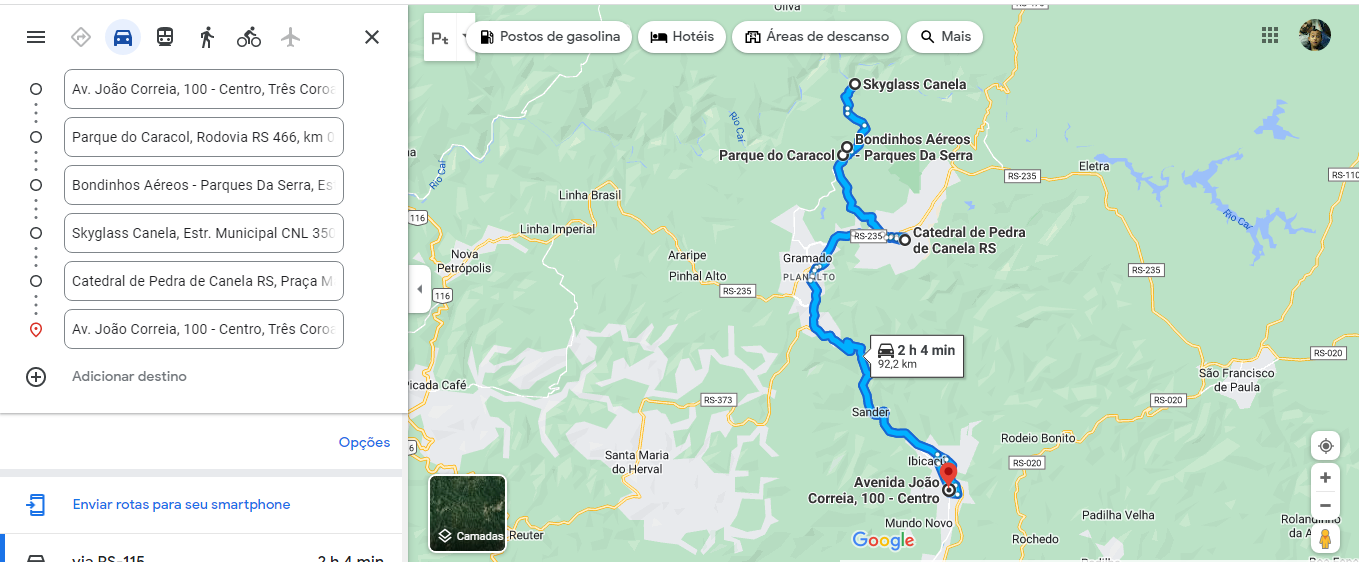 Av. João Correia, 100 - Centro, Três Coroa
Parque do Caracol, Rodovia RS 466, km 0
Bondinhos Aéreos - Parques Da Serra, Es
Skyglass Canela, Estr. Municipal CNL 350
Catedral de Pedra de Canela RS, Praça M
Av. João Correia, 100 - Centro, Três Coroa
Adicionar destino
Opções
Enviar rotas para seu smartphone
via RS-115
2 h 4 min
Pt
Postos de gasolina
Hotéis
Áreas de descanso
Mais
Oliva
Skyglass Canela
Rio Caí
Bondinhos Aéreos
- Parques Da Serra
Parque do Caracol
Rio Caí
Eletra
RS-235
RS-110
Linha Brasil
116
Linha Imperial
Rio Caí
RS-235
Catedral de Pedra
de Canela RS
Nova
Petrópolis
Araripe
Gramado
PLANALTO
Pinhal Alto
RS-235
RS-235
116
2 h 4 min
92,2 km
RS-020
São Francisco
de Paula
Picada Café
RS-373
RS-020
Sander
Rodeio Bonito
Santa Maria
do Herval
RS-020
Avenida João
Correia, 100 - Centro
Mundo Novo
Padilha Velha
Reuter
Rochedo
Camadas
Google